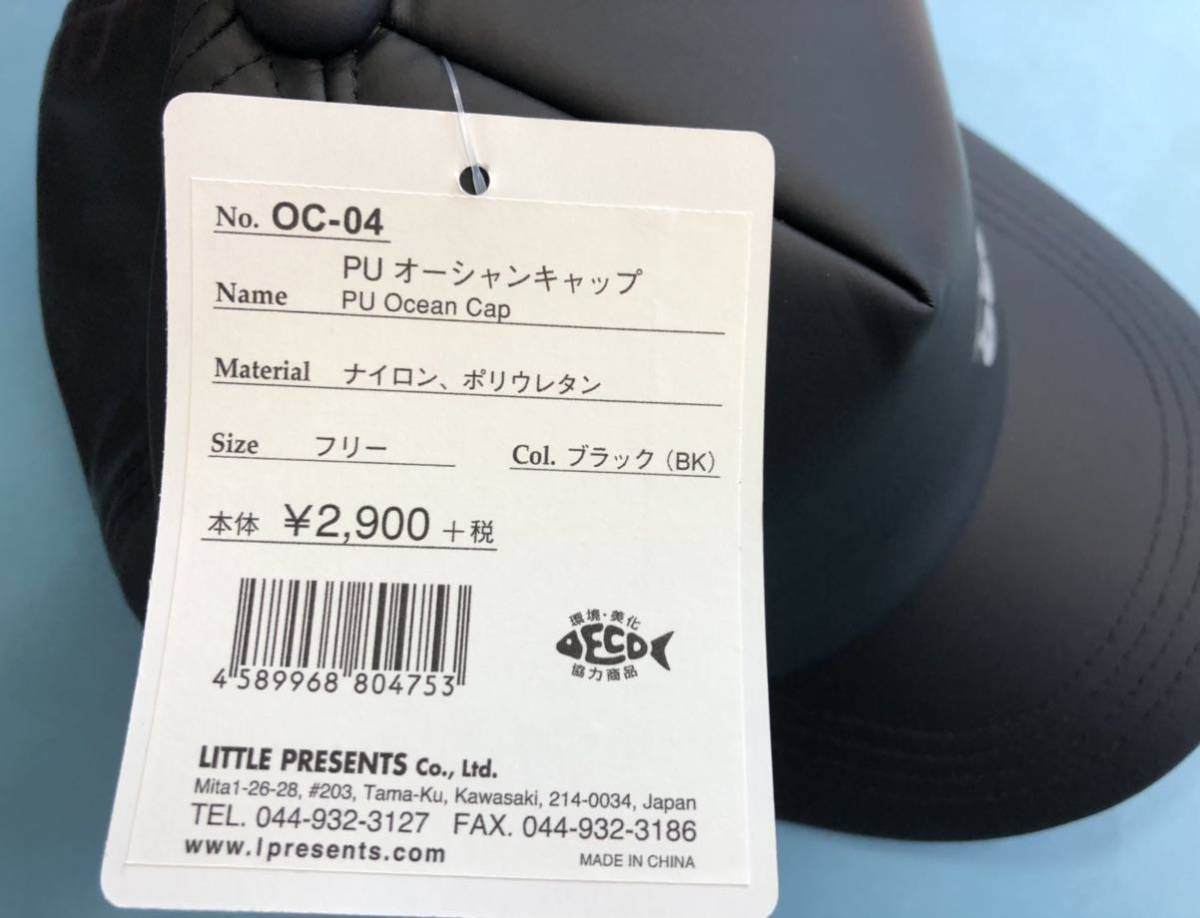 No. OC-04
PU オーシャンキャップ
Name PU Ocean Cap
Material ナイロン、ポリウレタン
Size フリー Col. ブラック (BK)
本体 ¥2,900 +税
4 589968 804753
環境・美化
ECO
協力商品
LITTLE PRESENTS Co., Ltd.
Mita1-26-28, #203, Tama-Ku, Kawasaki, 214-0034, Japan
TEL. 044-932-3127 FAX. 044-932-3186
www.lpresents.com
MADE IN CHINA